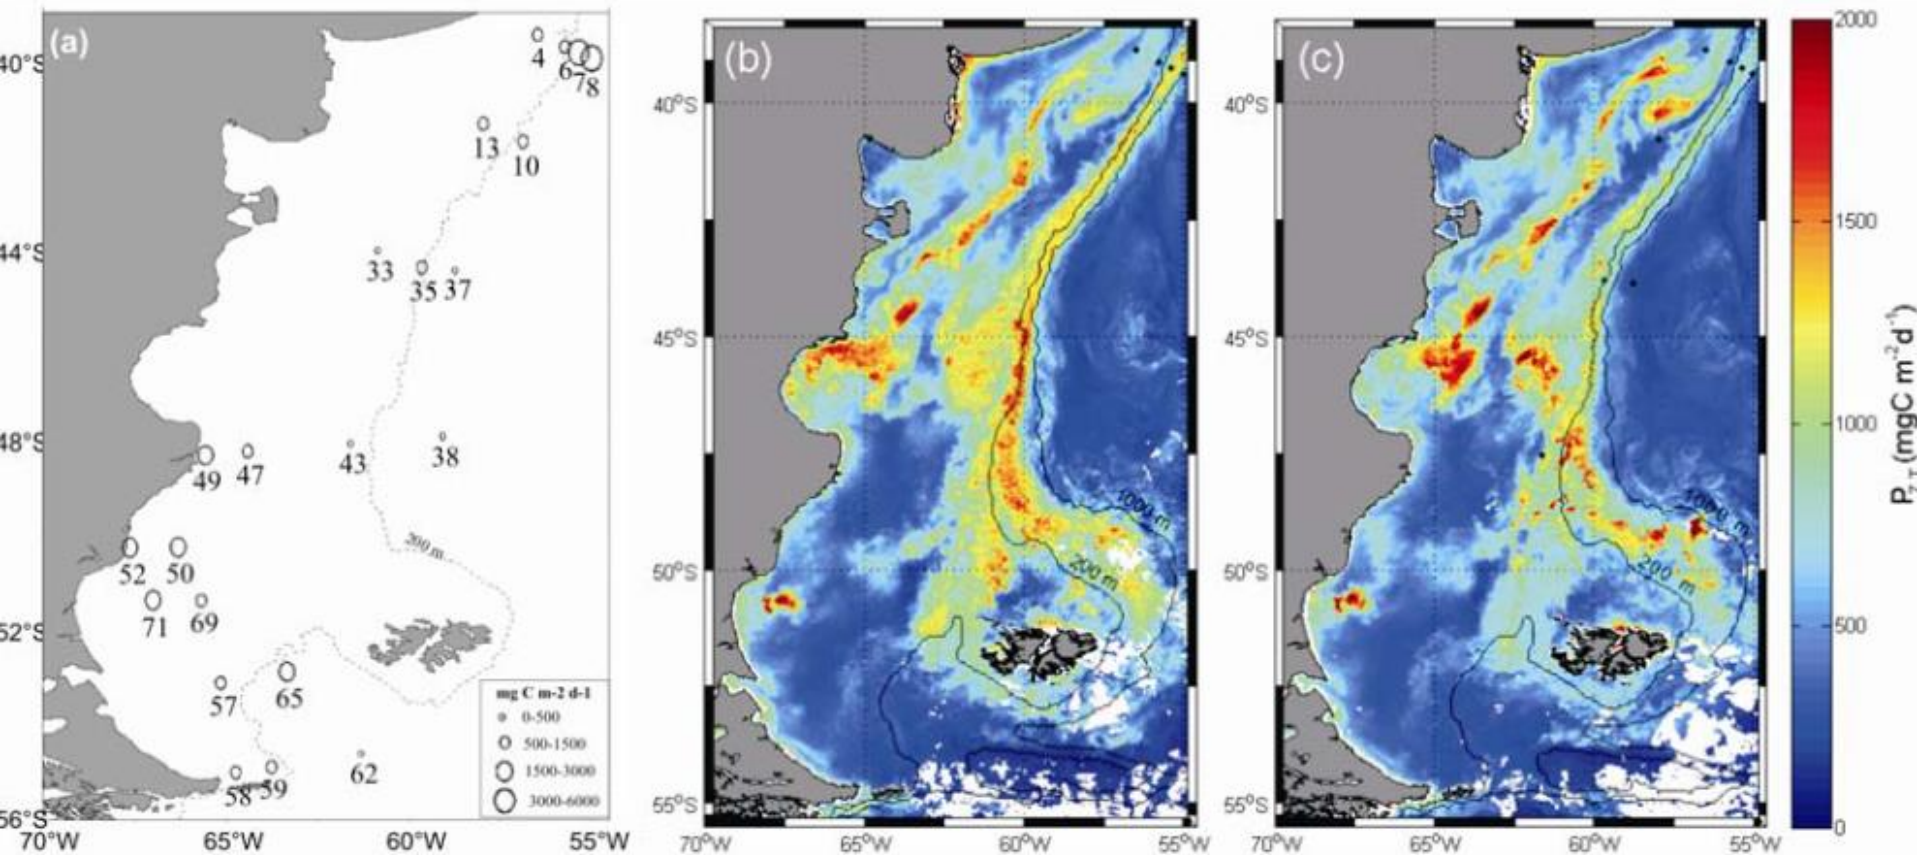 (a)
40°S
44°S
48°S
52°S
56°S
70°W
65°W
60°W
55°W
4
6
7
8
13
10
33
35
37
38
43
47
49
52
50
71
69
57
65
58
59
62
200 m
mg C m-2 d-1
0-500
500-1500
1500-3000
3000-6000
(b)
40°S
45°S
50°S
55°S
70°W
65°W
60°W
55°W
1000 m
200 m
(c)
40°S
45°S
50°S
55°S
70°W
65°W
60°W
55°W
1000 m
200 m
2000
1500
1000
500
0
Pz,T (mgC m-2 d-1)